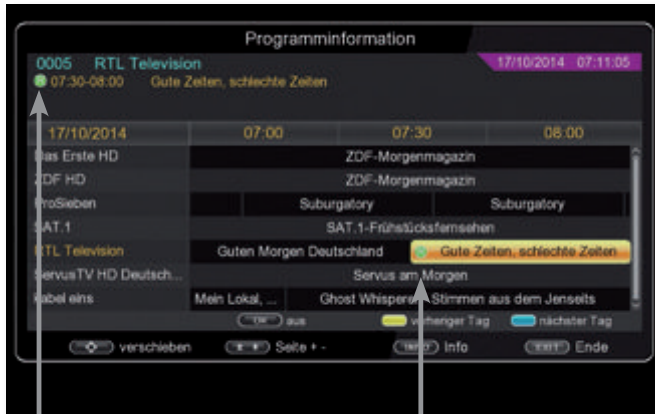 Programminformation
0005 RTL Television 17/10/2014 07:11:05
07:30-08:00 Gute Zeiten, schlechte Zeiten
17/10/2014 07:00 07:30 08:00
Das Erste HD ZDF-Morgenmagazin
ZDF HD ZDF-Morgenmagazin
ProSieben Suburgatory Suburgatory
SAT.1 SAT.1-Frühstücksfernsehen
RTL Television Guten Morgen Deutschland Gute Zeiten, schlechte Zeiten
ServusTV HD Deutsch... Servus am Morgen
kabel eins Mein Lokal, ... Ghost Whisperer Stimmen aus dem Jenseits
aus vorheriger Tag nächster Tag
verschieben Seite + - INFO Info EXIT Ende